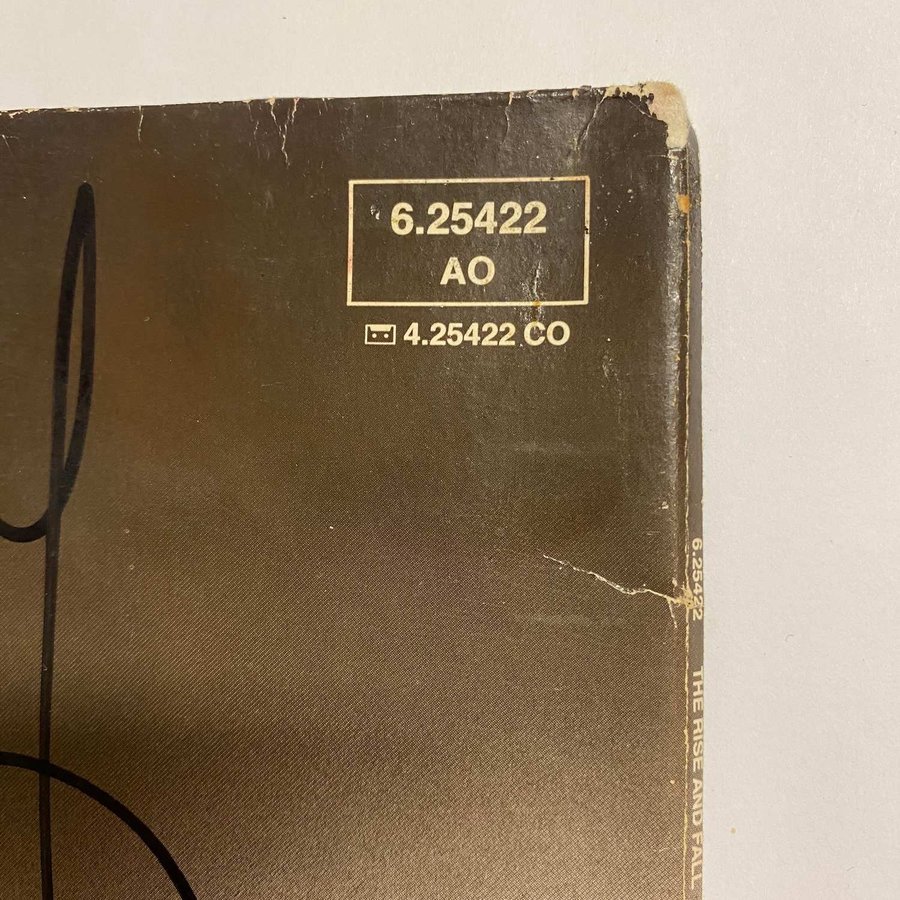 6.25422
AO
4.25422 CO
6.25422 THE RISE AND FALL